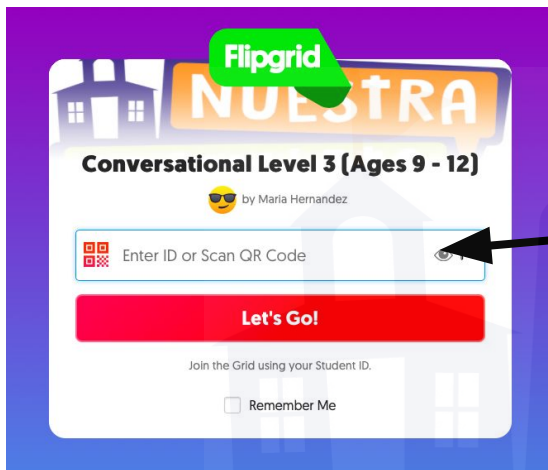 Flipgrid
NUESTRA
Conversational Level 3 (Ages 9 - 12)
by Maria Hernandez
Enter ID or Scan QR Code
Let's Go!
Join the Grid using your Student ID.
Remember Me